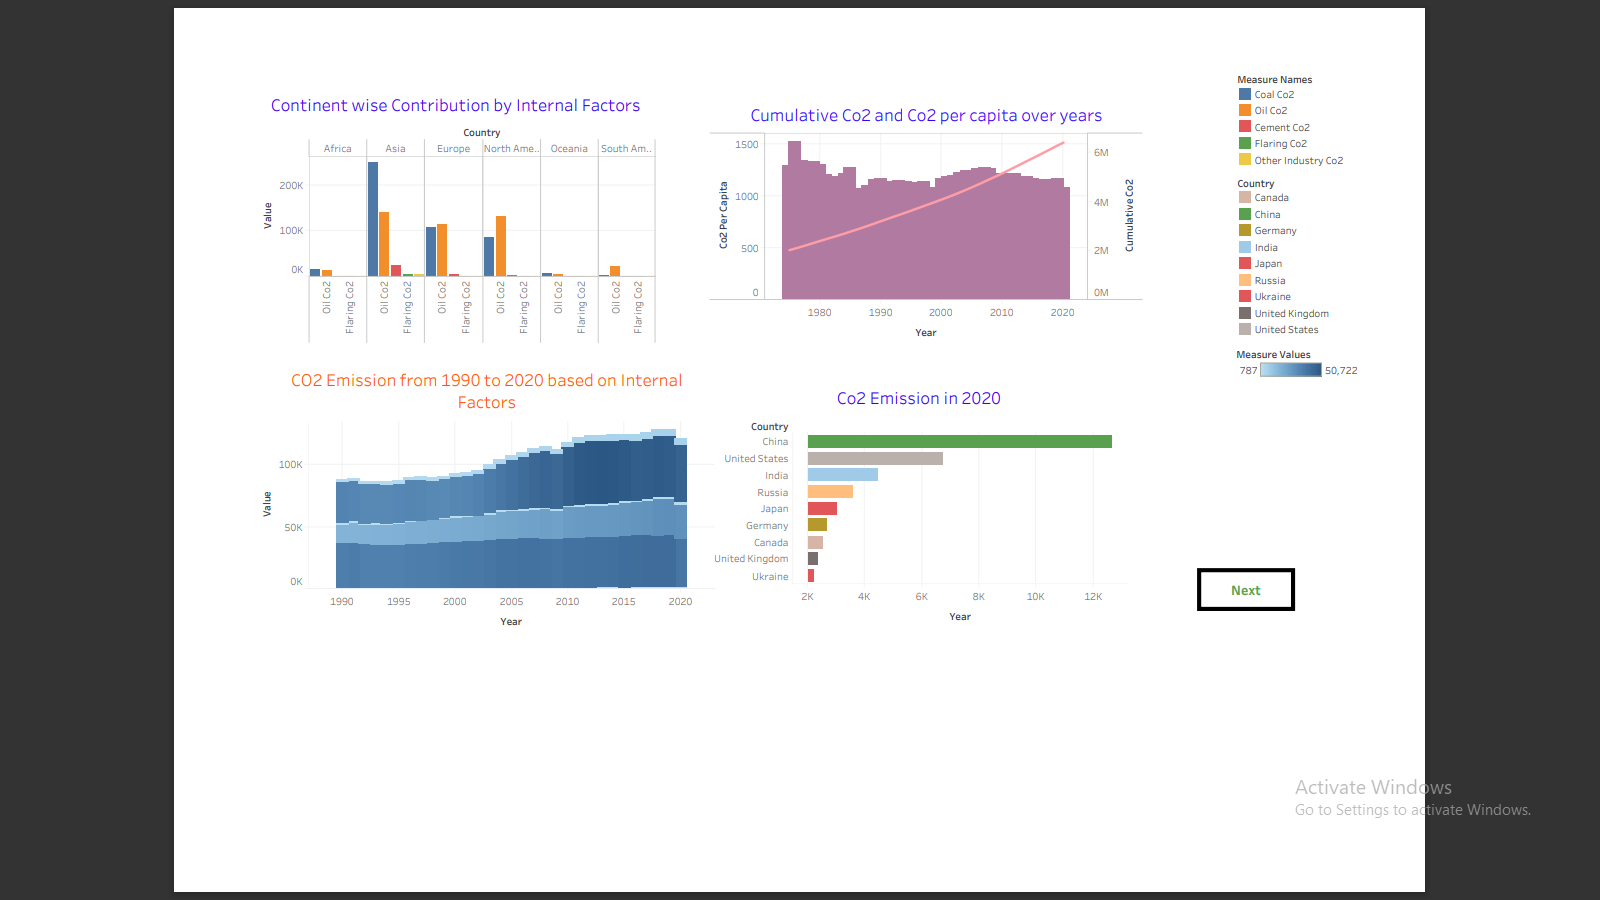 Continent wise Contribution by Internal Factors
Country
Africa Asia Europe North Ame.. Oceania South Am..
Value
200K
100K
0K
Oil Co2 Flaring Co2 Oil Co2 Flaring Co2 Oil Co2 Flaring Co2 Oil Co2 Flaring Co2 Oil Co2 Flaring Co2 Oil Co2 Flaring Co2
Cumulative Co2 and Co2 per capita over years
Co2 Per Capita
1500
1000
500
0
6M
4M
2M
0M
Cumulative Co2
1980 1990 2000 2010 2020
Year
CO2 Emission from 1990 to 2020 based on Internal
Factors
Value
100K
50K
0K
1990 1995 2000 2005 2010 2015 2020
Year
Co2 Emission in 2020
Country
China
United States
India
Russia
Japan
Germany
Canada
United Kingdom
Ukraine
2K 4K 6K 8K 10K 12K
Year
Measure Names
Coal Co2
Oil Co2
Cement Co2
Flaring Co2
Other Industry Co2
Country
Canada
China
Germany
India
Japan
Russia
Ukraine
United Kingdom
United States
Measure Values
787 50,722
Next
Activate Windows
Go to Settings to activate Windows.